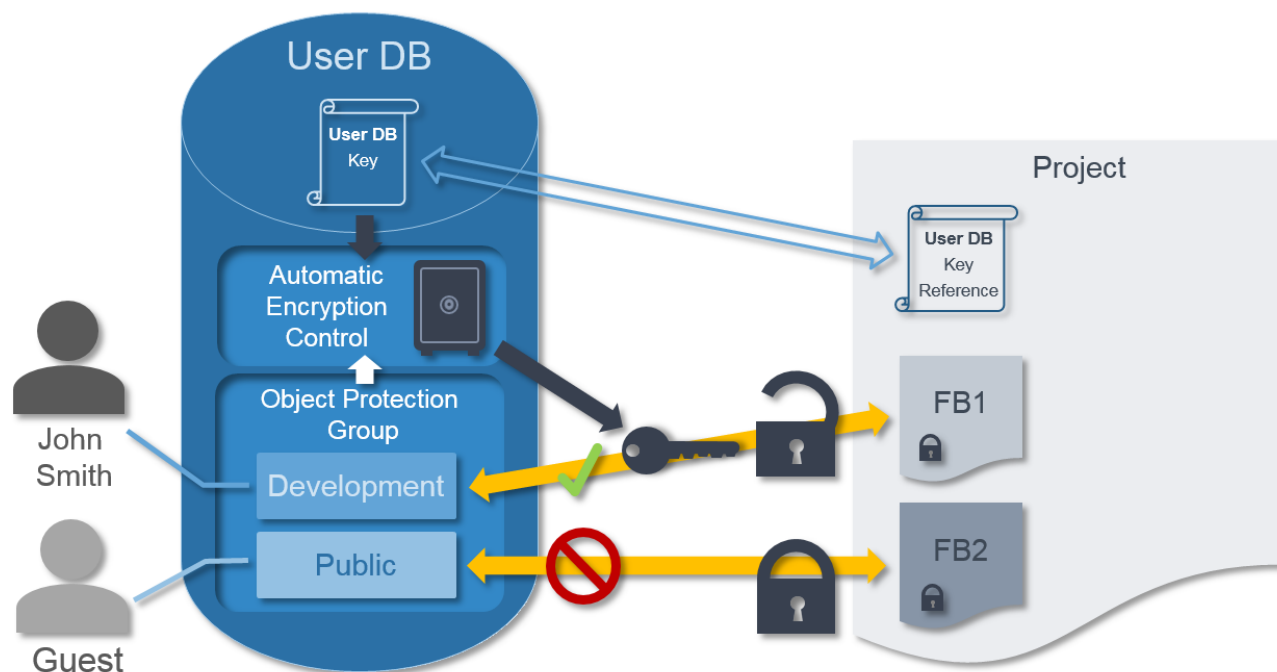 User DB
User DB
Key
Project
User DB
Key
Reference
Automatic
Encryption
Control
Object Protection
Group
John
Smith
Development
FB1
Public
FB2
Guest